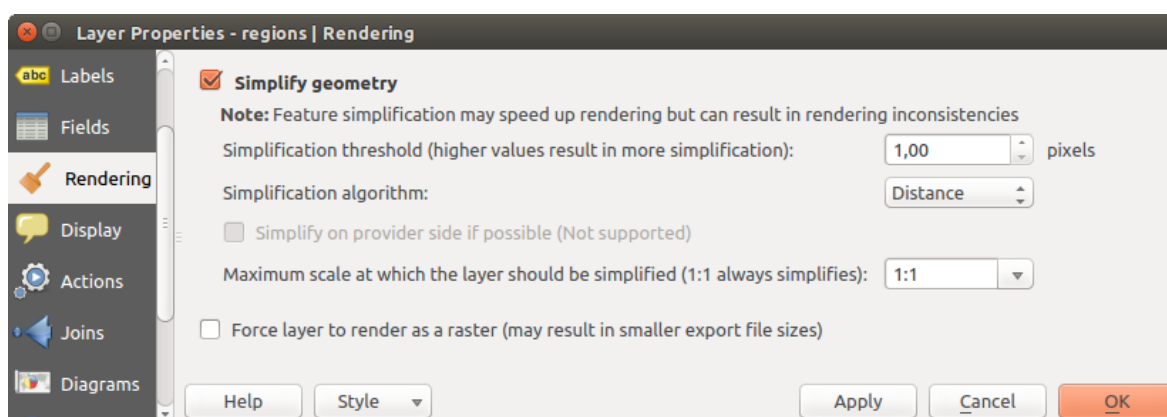 Layer Properties - regions | Rendering
abc Labels
Fields
Rendering
Display
Actions
Joins
Diagrams
Simplify geometry
Note: Feature simplification may speed up rendering but can result in rendering inconsistencies
Simplification threshold (higher values result in more simplification): 1,00 pixels
Simplification algorithm: Distance
Simplify on provider side if possible (Not supported)
Maximum scale at which the layer should be simplified (1:1 always simplifies): 1:1
Force layer to render as a raster (may result in smaller export file sizes)
Help Style Apply Cancel OK